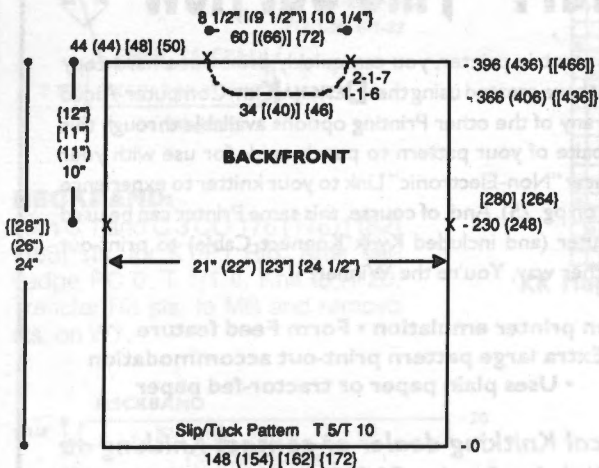 8 1/2" [(9 1/2")] {10 1/4"}
60 [(66)] {72}
44 (44) [48] {50}
396 (436) {[466]}
2-1-7
1-1-6
366 (406) {[436]}
34 [(40)] {46}
{12"}
[11"]
(11")
10"
BACK/FRONT
[280] {264}
230 (248)
{[28"]}
(26")
24"
21" (22") [23"] {24 1/2"}
Slip/Tuck Pattern T 5/T 10
0
148 (154) [162] {172}